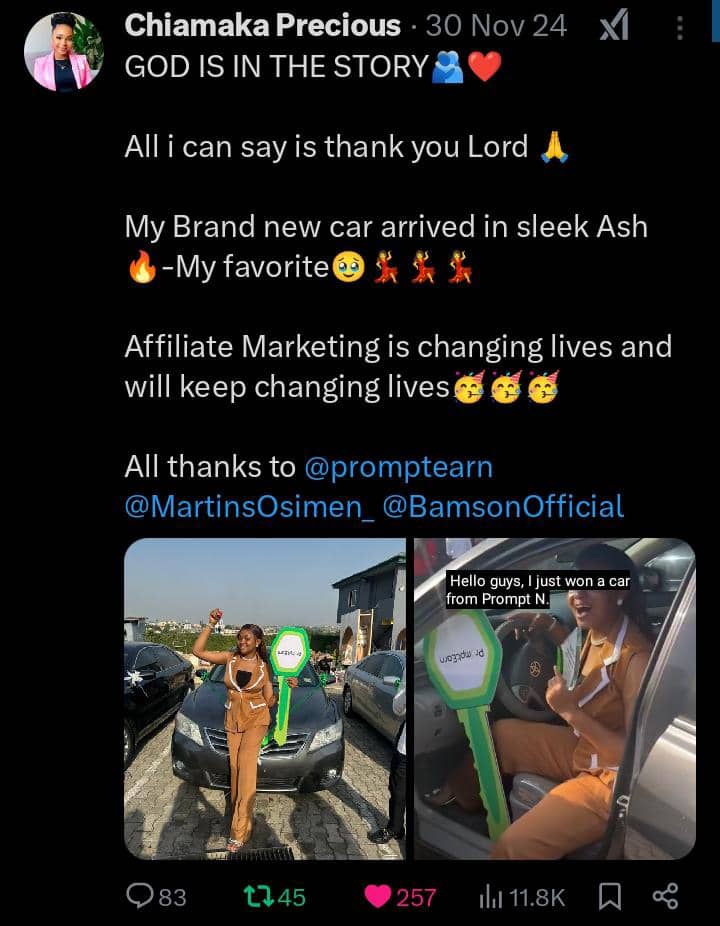 Chiamaka Precious · 30 Nov 24
GOD IS IN THE STORY🫂❤️
All i can say is thank you Lord 🙏
My Brand new car arrived in sleek Ash
🔥-My favorite🥹💃💃💃
Affiliate Marketing is changing lives and
will keep changing lives🥳🥳🥳
All thanks to @promptearn
@MartinsOsimen_ @BamsonOfficial
Hello guys, I just won a car
from Prompt N.
PromptEarn
PromptEarn
83 45 257 11.8K